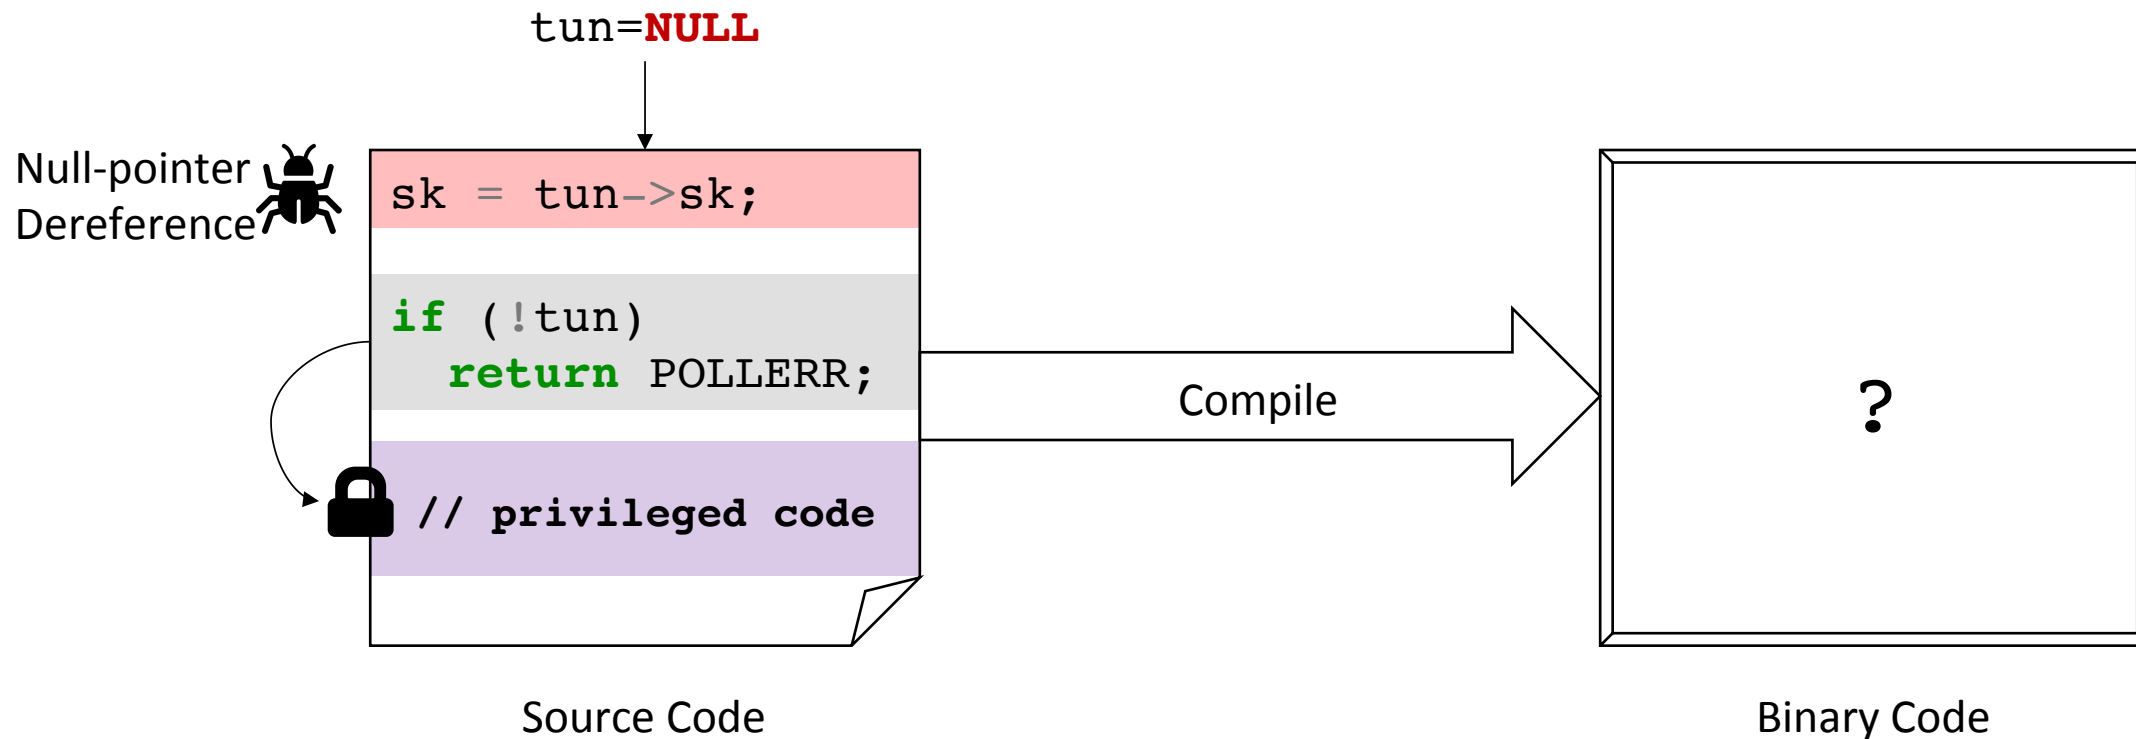 tun=NULL
Null-pointer
Dereference
sk = tun->sk;
if (!tun)
return POLLERR;
// privileged code
Compile
?
Source Code
Binary Code